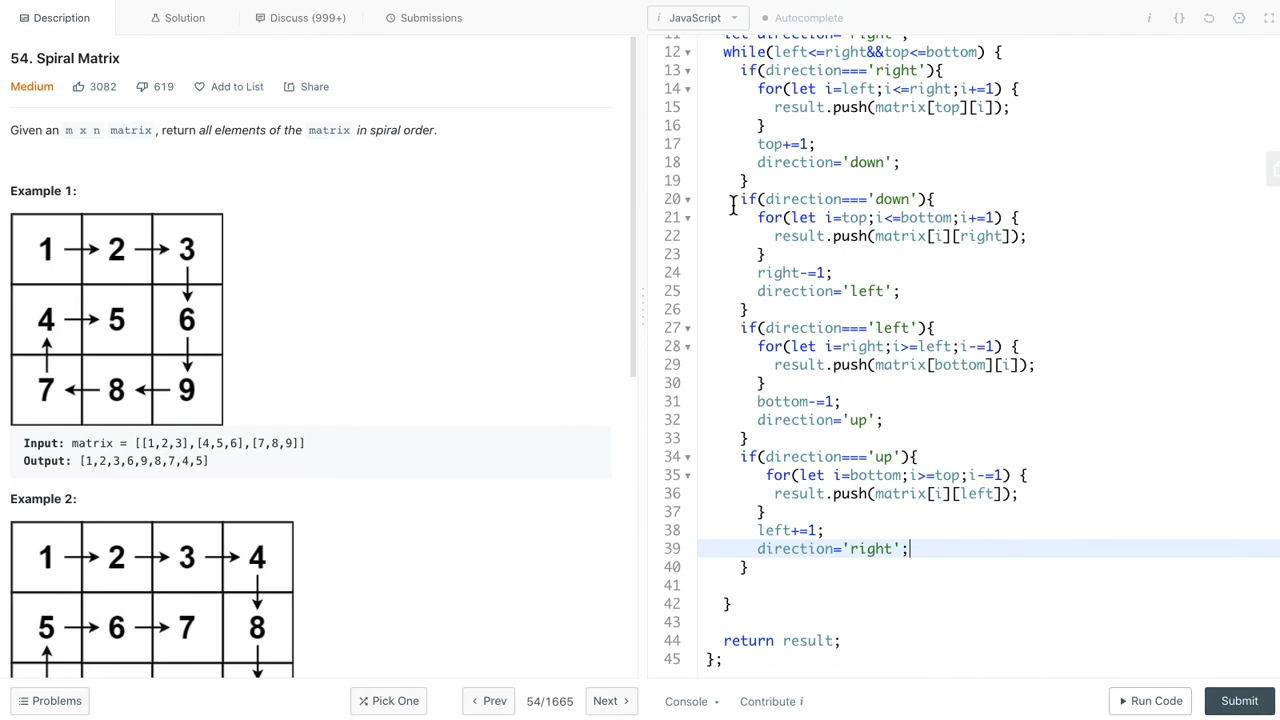 Description
Solution
Discuss (999+)
Submissions
i JavaScript
Autocomplete
i {}
54. Spiral Matrix
Medium 3082 619 Add to List Share
Given an m x n matrix, return all elements of the matrix in spiral order.
Example 1:
1 2 3
4 5 6
7 8 9
Input: matrix = [[1,2,3],[4,5,6],[7,8,9]]
Output: [1,2,3,6,9,8,7,4,5]
Example 2:
1 2 3 4
5 6 7 8
11 let direction='right';
12 while(left<=right&&top<=bottom) {
13 if(direction==='right'){
14 for(let i=left;i<=right;i+=1) {
15 result.push(matrix[top][i]);
16 }
17 top+=1;
18 direction='down';
19 }
20 if(direction==='down'){
21 for(let i=top;i<=bottom;i+=1) {
22 result.push(matrix[i][right]);
23 }
24 right-=1;
25 direction='left';
26 }
27 if(direction==='left'){
28 for(let i=right;i>=left;i-=1) {
29 result.push(matrix[bottom][i]);
30 }
31 bottom-=1;
32 direction='up';
33 }
34 if(direction==='up'){
35 for(let i=bottom;i>=top;i-=1) {
36 result.push(matrix[i][left]);
37 }
38 left+=1;
39 direction='right';
40 }
41
42 }
43
44 return result;
45 };
Problems
Pick One
Prev
54/1665
Next
Console
Contribute i
Run Code
Submit